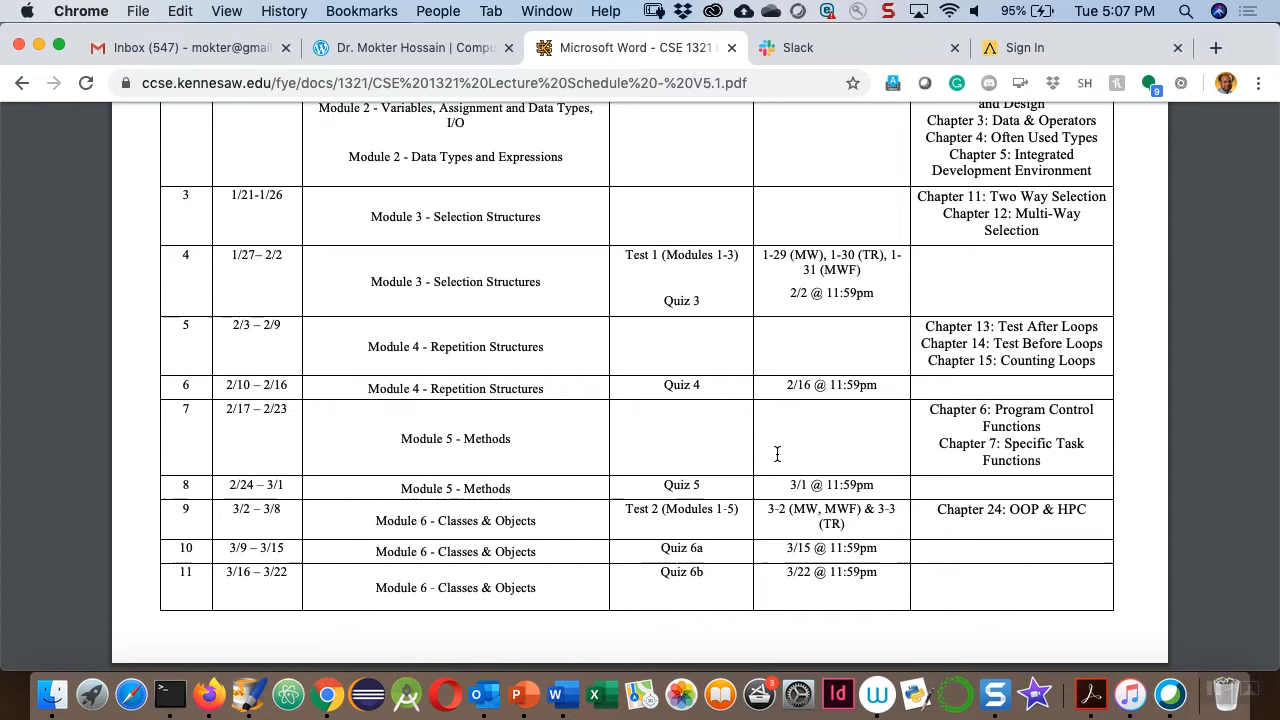 Chrome File Edit View History Bookmarks People Tab Window Help 95% Tue 5:07 PM
Inbox (547) - mokter@gmai
Dr. Mokter Hossain | Compu
Microsoft Word - CSE 1321 L
Slack
Sign In
ccse.kennesaw.edu/fye/docs/1321/CSE%201321%20Lecture%20Schedule%20-%20V5.1.pdf
SH
9
Module 2 - Variables, Assignment and Data Types,
I/O
Module 2 - Data Types and Expressions
and Design
Chapter 3: Data & Operators
Chapter 4: Often Used Types
Chapter 5: Integrated
Development Environment
3 1/21-1/26
Module 3 - Selection Structures
Chapter 11: Two Way Selection
Chapter 12: Multi-Way
Selection
4 1/27– 2/2
Module 3 - Selection Structures
Test 1 (Modules 1-3)
Quiz 3
1-29 (MW), 1-30 (TR), 1-
31 (MWF)
2/2 @ 11:59pm
5 2/3 – 2/9
Module 4 - Repetition Structures
Chapter 13: Test After Loops
Chapter 14: Test Before Loops
Chapter 15: Counting Loops
6 2/10 – 2/16 Module 4 - Repetition Structures Quiz 4 2/16 @ 11:59pm
7 2/17 – 2/23
Module 5 - Methods
Chapter 6: Program Control
Functions
Chapter 7: Specific Task
Functions
8 2/24 – 3/1 Module 5 - Methods Quiz 5 3/1 @ 11:59pm
9 3/2 – 3/8 Module 6 - Classes & Objects Test 2 (Modules 1-5)
3-2 (MW, MWF) & 3-3
(TR)
Chapter 24: OOP & HPC
10 3/9 – 3/15 Module 6 - Classes & Objects Quiz 6a 3/15 @ 11:59pm
11 3/16 – 3/22 Module 6 - Classes & Objects Quiz 6b 3/22 @ 11:59pm
3
Id